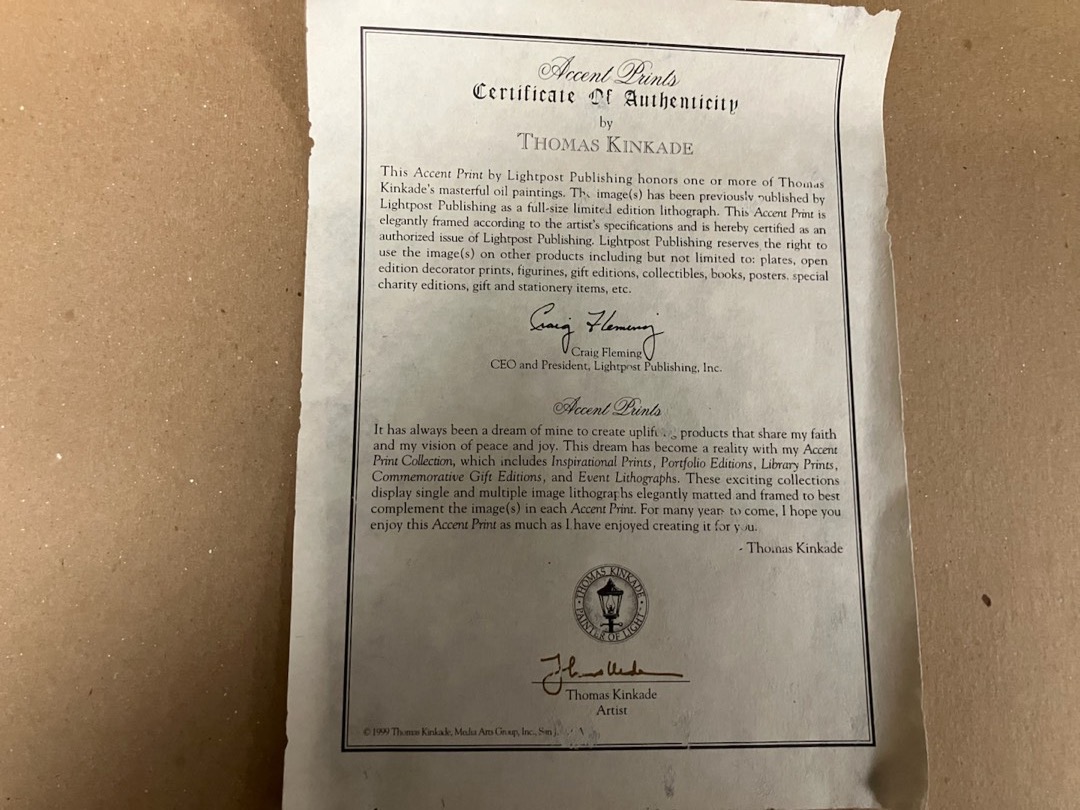 Accent Prints
Certificate Of Authenticity
by
THOMAS KINKADE
This Accent Print by Lightpost Publishing honors one or more of Thomas
Kinkade's masterful oil paintings. The image(s) has been previously published by
Lightpost Publishing as a full-size limited edition lithograph. This Accent Print is
elegantly framed according to the artist's specifications and is hereby certified as an
authorized issue of Lightpost Publishing. Lightpost Publishing reserves the right to
use the image(s) on other products including but not limited to: plates, open
edition decorator prints, figurines, gift editions, collectibles, books, posters, special
charity editions, gift and stationery items, etc.
Craig Fleming
Craig Fleming
CEO and President, Lightpost Publishing, Inc.
Accent Prints
It has always been a dream of mine to create uplifting products that share my faith
and my vision of peace and joy. This dream has become a reality with my Accent
Print Collection, which includes Inspirational Prints, Portfolio Editions, Library Prints,
Commemorative Gift Editions, and Event Lithographs. These exciting collections
display single and multiple image lithographs elegantly matted and framed to best
complement the image(s) in each Accent Print. For many years to come, I hope you
enjoy this Accent Print as much as I have enjoyed creating it for you.
- Thomas Kinkade
THOMAS KINKADE
PAINTER OF LIGHT
Thomas Kinkade
Artist
© 1999 Thomas Kinkade, Media Arts Group, Inc., San